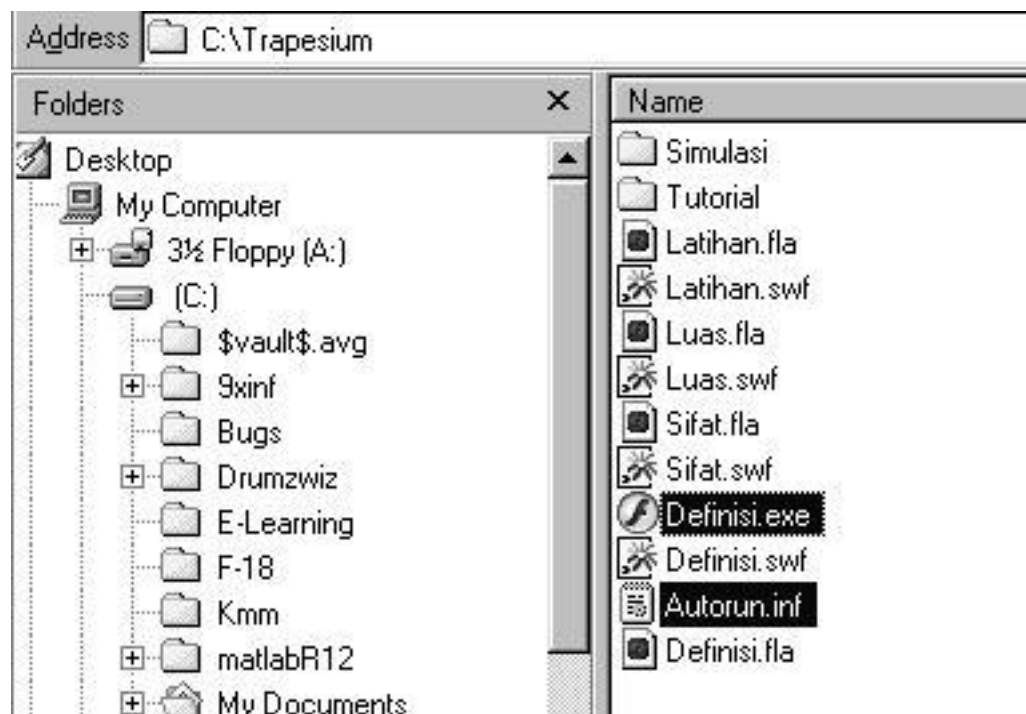 Address C:\Trapesium
Folders
Desktop
My Computer
3½ Floppy (A:)
(C:)
$vault$.avg
9xinf
Bugs
Drumzwiz
E-Learning
F-18
Kmm
matlabR12
My Documents
Name
Simulasi
Tutorial
Latihan.fla
Latihan.swf
Luas.fla
Luas.swf
Sifat.fla
Sifat.swf
Definisi.exe
Definisi.swf
Autorun.inf
Definisi.fla